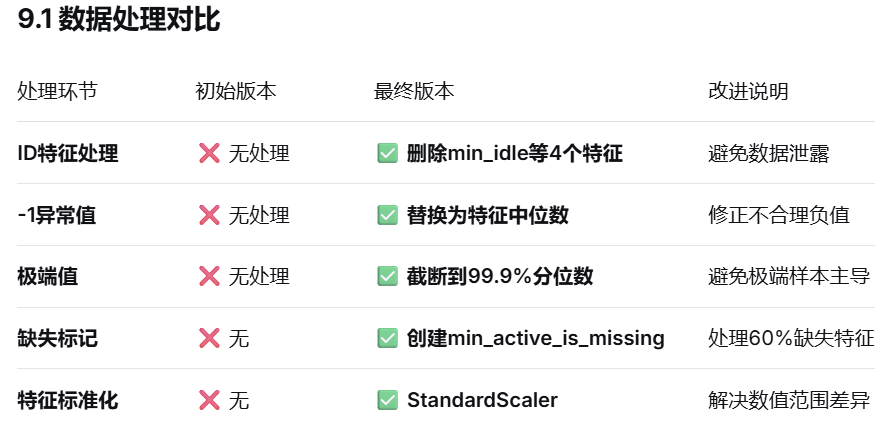 9.1 数据处理对比
处理环节 初始版本 最终版本 改进说明
ID特征处理 ❌ 无处理 ✅ 删除min_idle等4个特征 避免数据泄露
-1异常值 ❌ 无处理 ✅ 替换为特征中位数 修正不合理负值
极端值 ❌ 无处理 ✅ 截断到99.9%分位数 避免极端样本主导
缺失标记 ❌ 无 ✅ 创建min_active_is_missing 处理60%缺失特征
特征标准化 ❌ 无 ✅ StandardScaler 解决数值范围差异